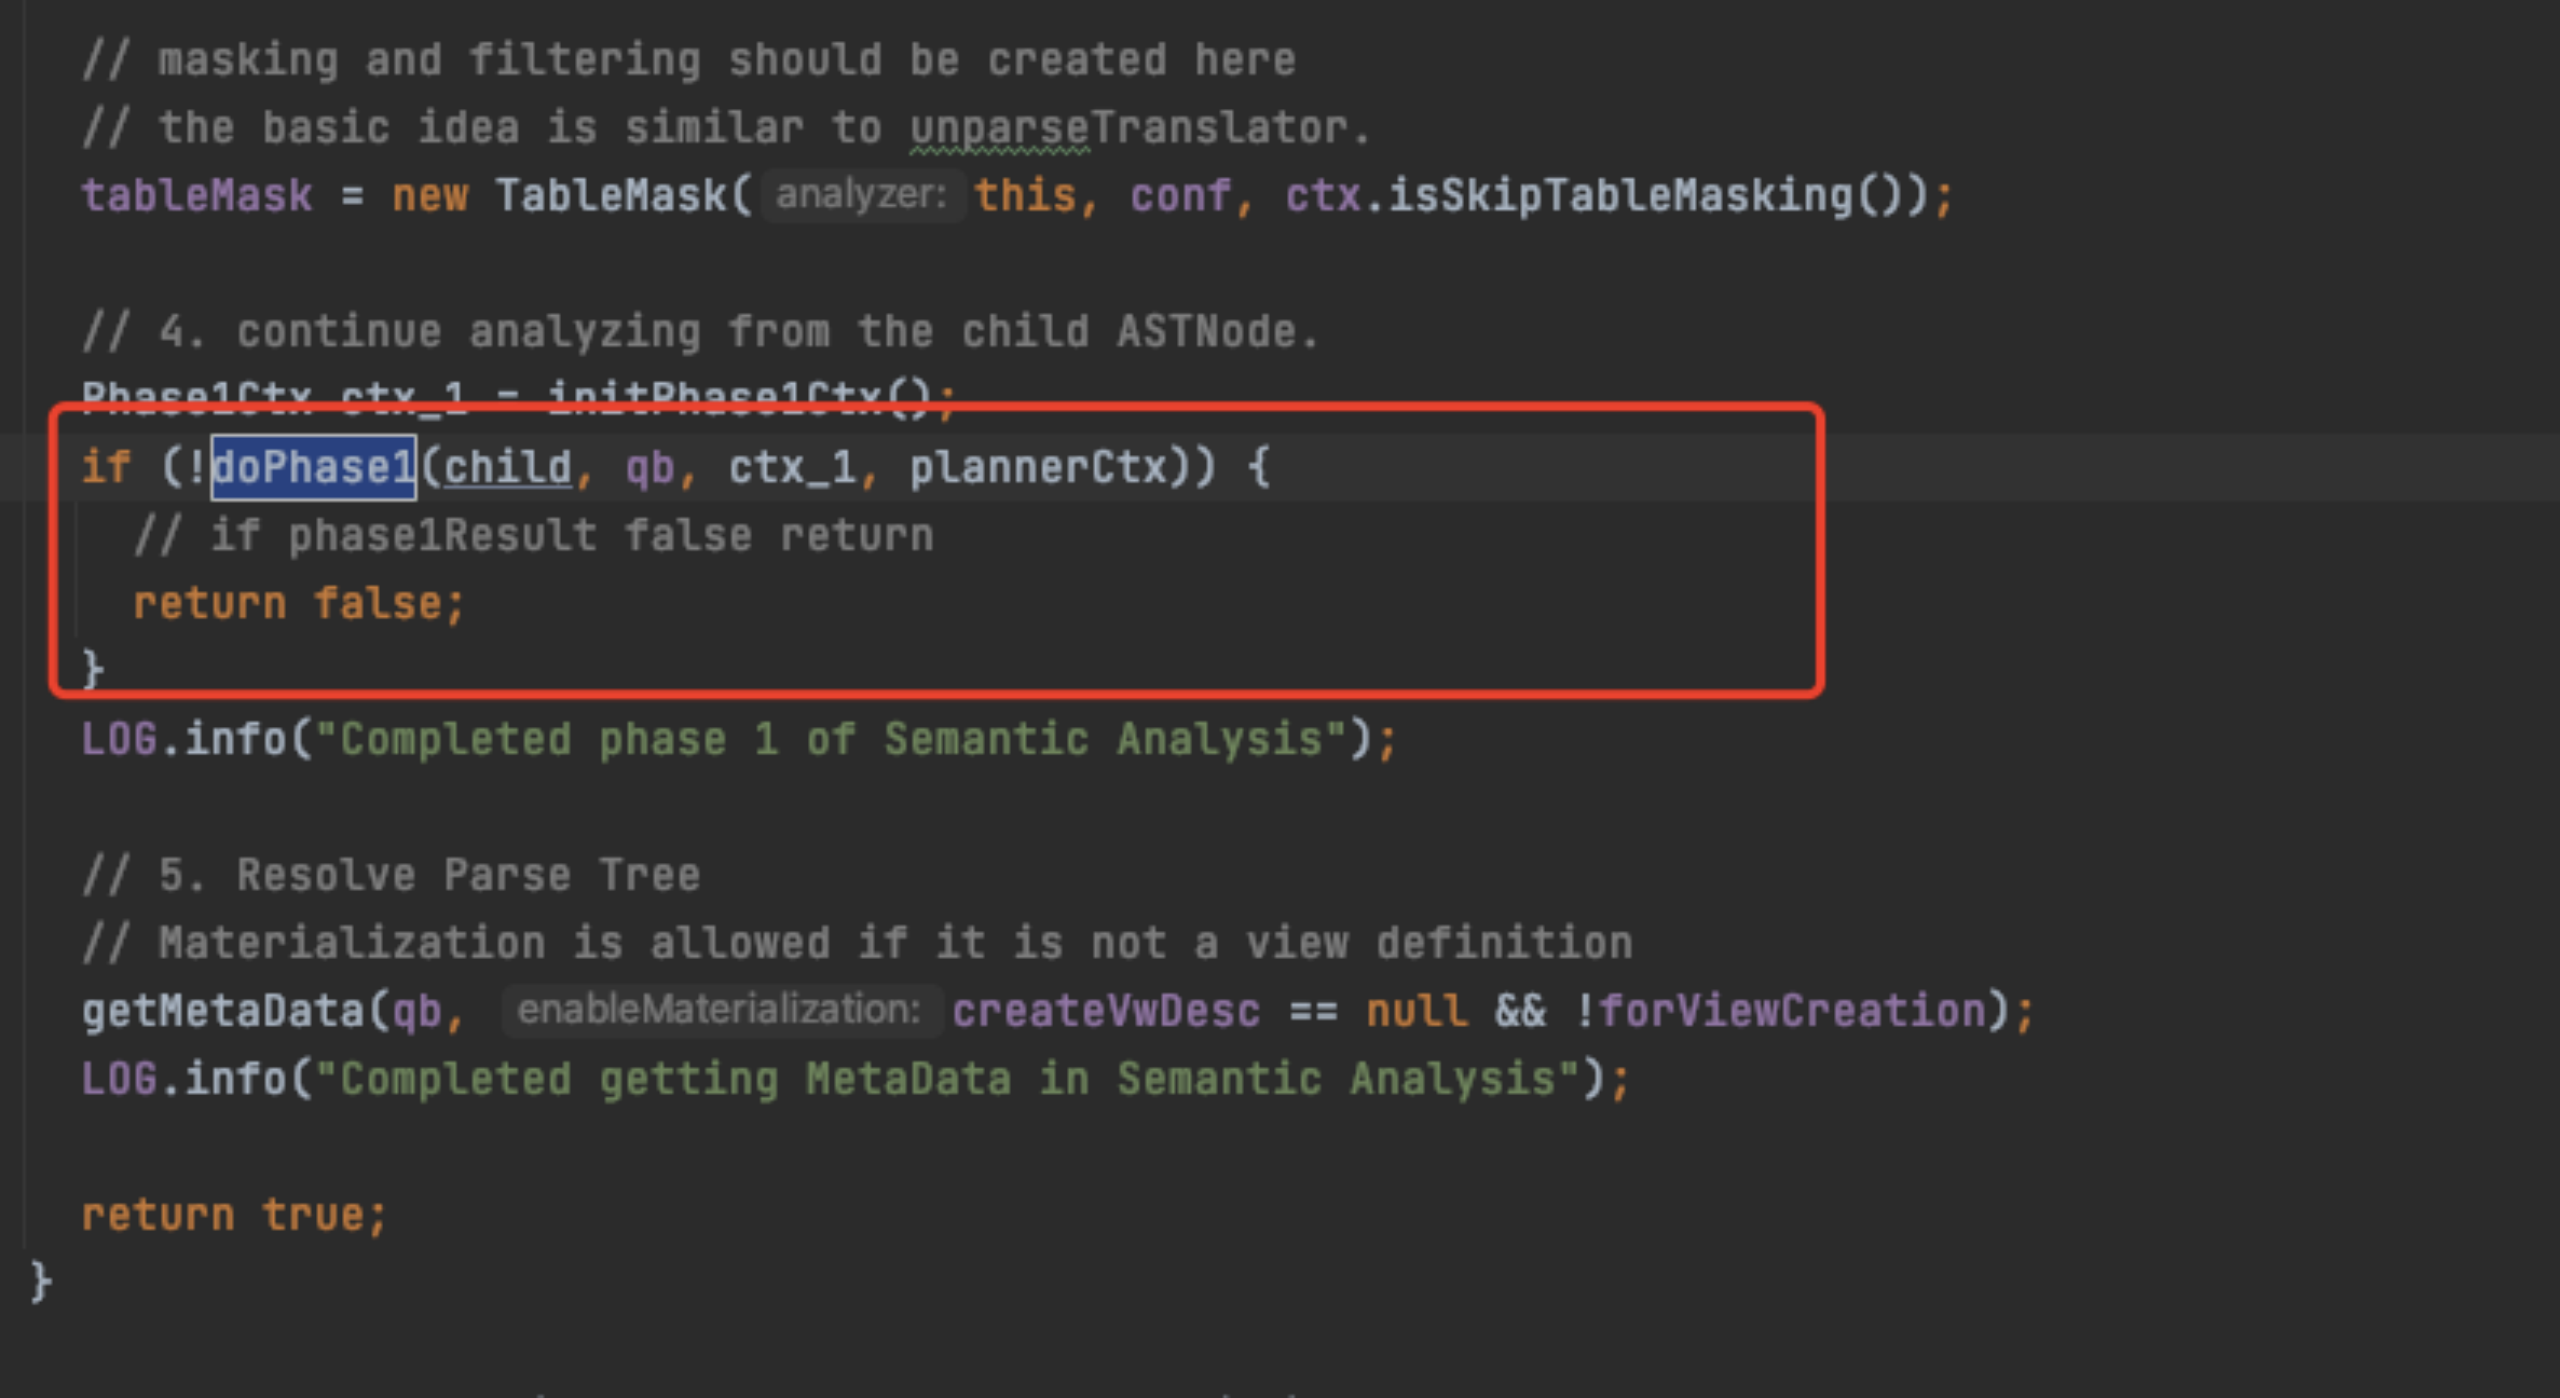 // masking and filtering should be created here
// the basic idea is similar to unparseTranslator.
tableMask = new TableMask( analyzer: this, conf, ctx.isSkipTableMasking());
// 4. continue analyzing from the child ASTNode.
Phase1Ctx ctx_1 = initPhase1Ctx();
if (!doPhase1(child, qb, ctx_1, plannerCtx)) {
// if phase1Result false return
return false;
}
LOG.info("Completed phase 1 of Semantic Analysis");
// 5. Resolve Parse Tree
// Materialization is allowed if it is not a view definition
getMetaData(qb, enableMaterialization: createVwDesc == null && !forViewCreation);
LOG.info("Completed getting MetaData in Semantic Analysis");
return true;
}